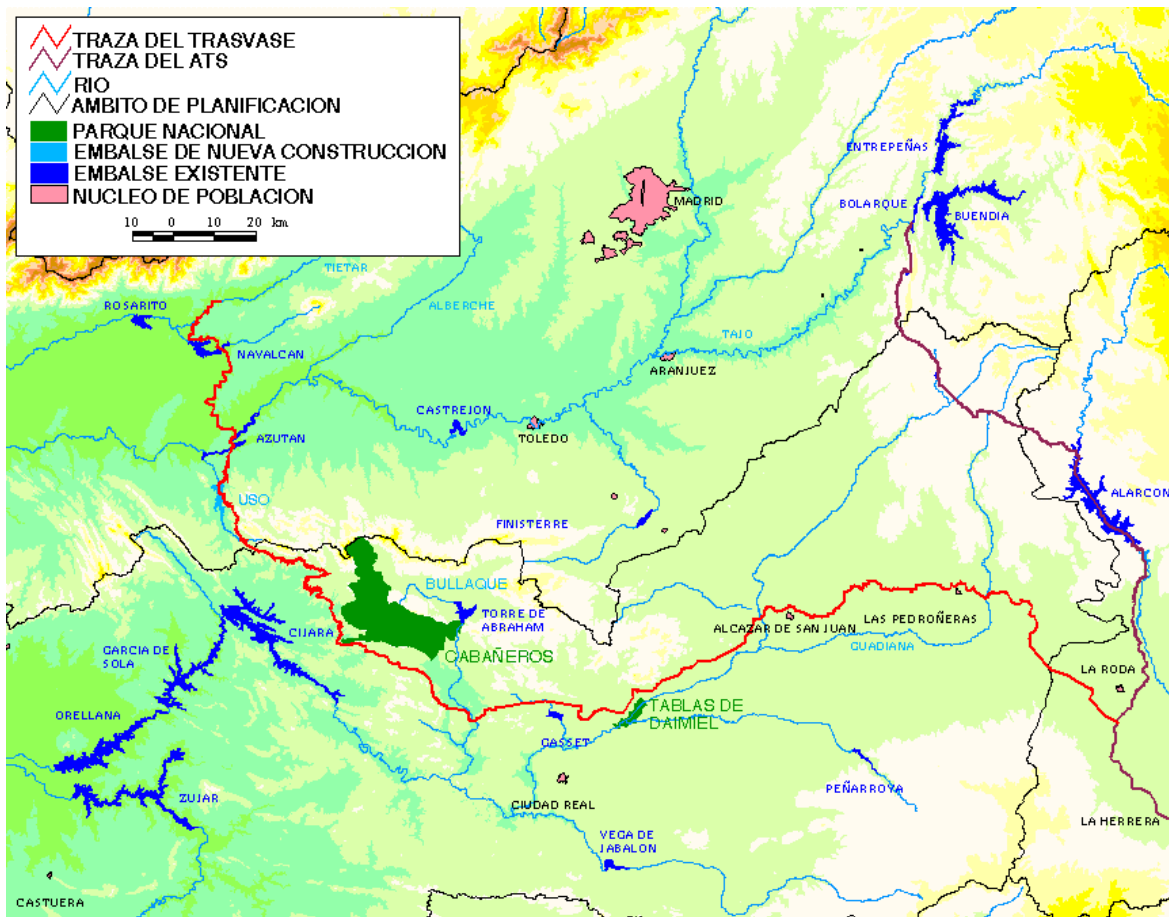 TRAZA DEL TRASVASE
TRAZA DEL ATS
RIO
AMBITO DE PLANIFICACION
PARQUE NACIONAL
EMBALSE DE NUEVA CONSTRUCCION
EMBALSE EXISTENTE
NUCLEO DE POBLACION
10 0 10 20 km
ENTREPEÑAS
MADRID
BOLARQUE
BUENDIA
TIETAR
ROSARITO
ALBERCHE
TAJO
NAVALCAN
ARANJUEZ
CASTREJON
AZUTAN
TOLEDO
USO
ALARCON
FINISTERRE
BULLAQUE
TORRE DE
ABRAHAM
CIJARA
ALCAZAR DE SAN JUAN
LAS PEDROÑERAS
GUADIANA
GARCIA DE
SOLA
CABAÑEROS
LA RODA
ORELLANA
TABLAS DE
DAIMIEL
GASSET
PEÑARROYA
ZUJAR
CIUDAD REAL
LA HERRERA
VEGA DE
JABALON
CASTUERA